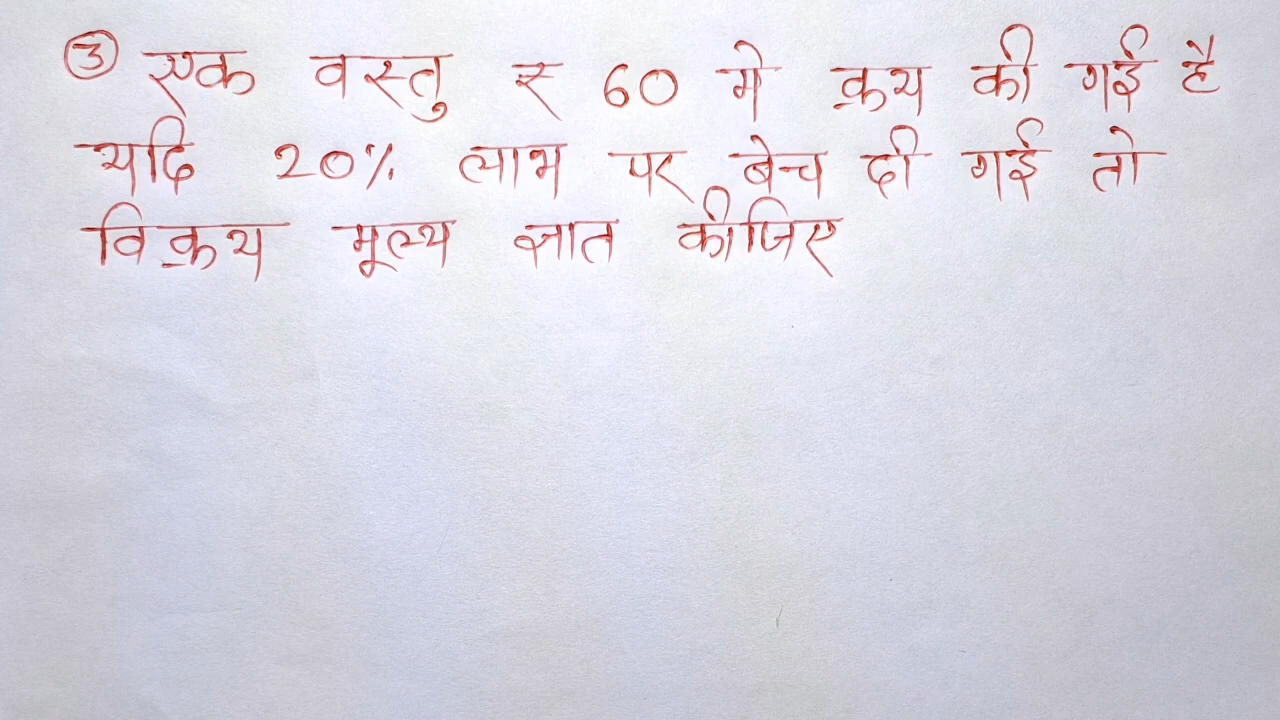 ③ एक वस्तु ₹ 60 मे क्रय की गई है
यदि 20% लाभ पर बेच दी गई तो
विक्रय मूल्य ज्ञात कीजिए